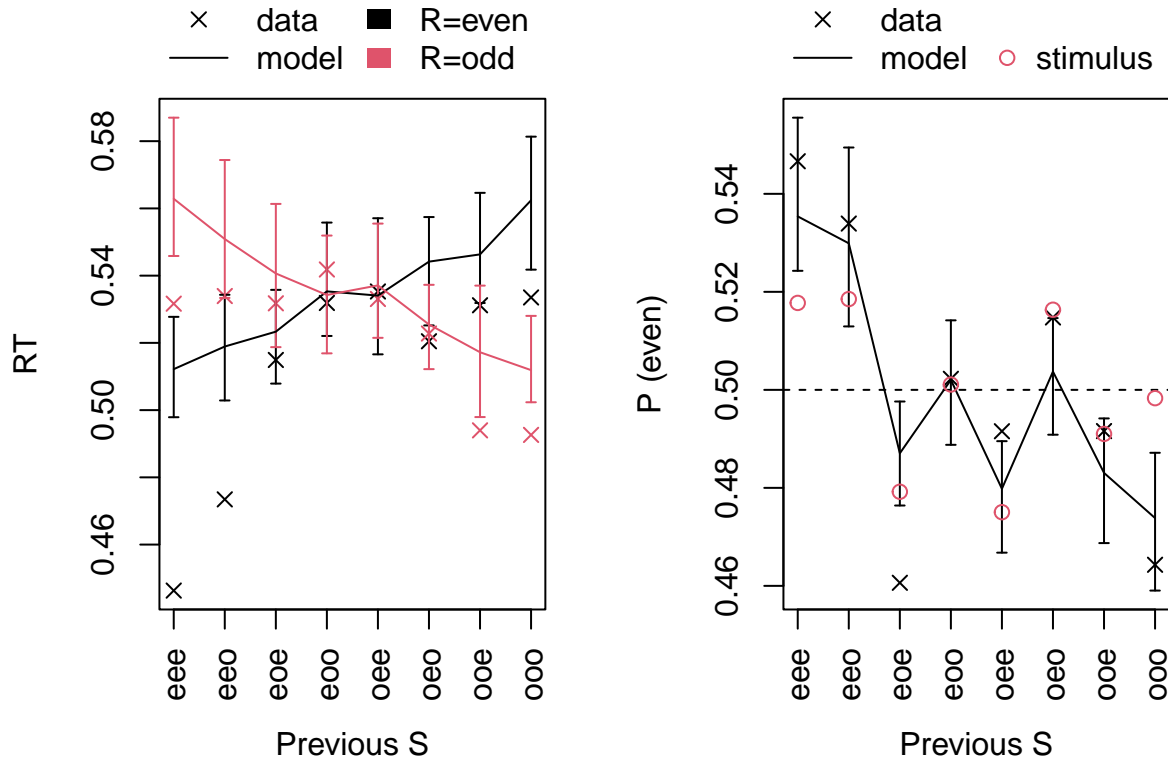 data R=even
model R=odd
RT
0.58
0.54
0.50
0.46
eee eeo eoe eoo oee oeo ooe ooo
Previous S
data
model stimulus
P (even)
0.54
0.52
0.50
0.48
0.46
eee eeo eoe eoo oee oeo ooe ooo
Previous S